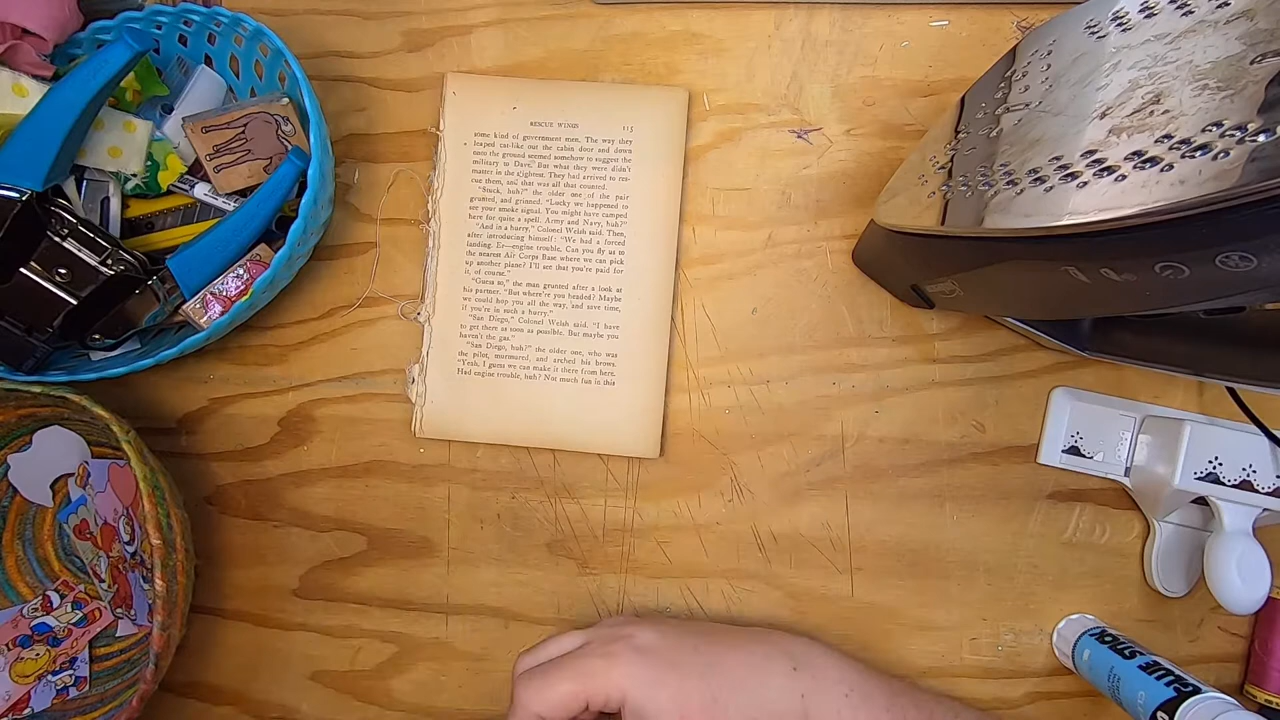 RESCUE WINGS 115
some kind of government men. The way they
leaped cat-like out the cabin door and down
onto the ground seemed somehow to suggest the
military to Dave. But what they were didn't
matter in the slightest. They had arrived to res-
cue them, and that was all that counted.
"Stuck, huh?" the older one of the pair
grunted, and grinned. "Lucky we happened to
see your smoke signal. You might have camped
here for quite a spell. Army and Navy, huh?"
"And in a hurry," Colonel Welsh said. Then,
after introducing himself: "We had a forced
landing. Er—engine trouble. Can you fly us to
the nearest Air Corps Base where we can pick
up another plane? I'll see that you're paid for
it, of course."
"Guess so," the man grunted after a look at
his partner. "But where're you headed? Maybe
we could hop you all the way, and save time,
if you're in such a hurry."
"San Diego," Colonel Welsh said. "I have
to get there as soon as possible. But maybe you
haven't the gas."
"San Diego, huh?" the older one, who was
the pilot, murmured, and arched his brows.
"Yeah, I guess we can make it there from here.
Had engine trouble, huh? Not much fun in this
GLUE STICK